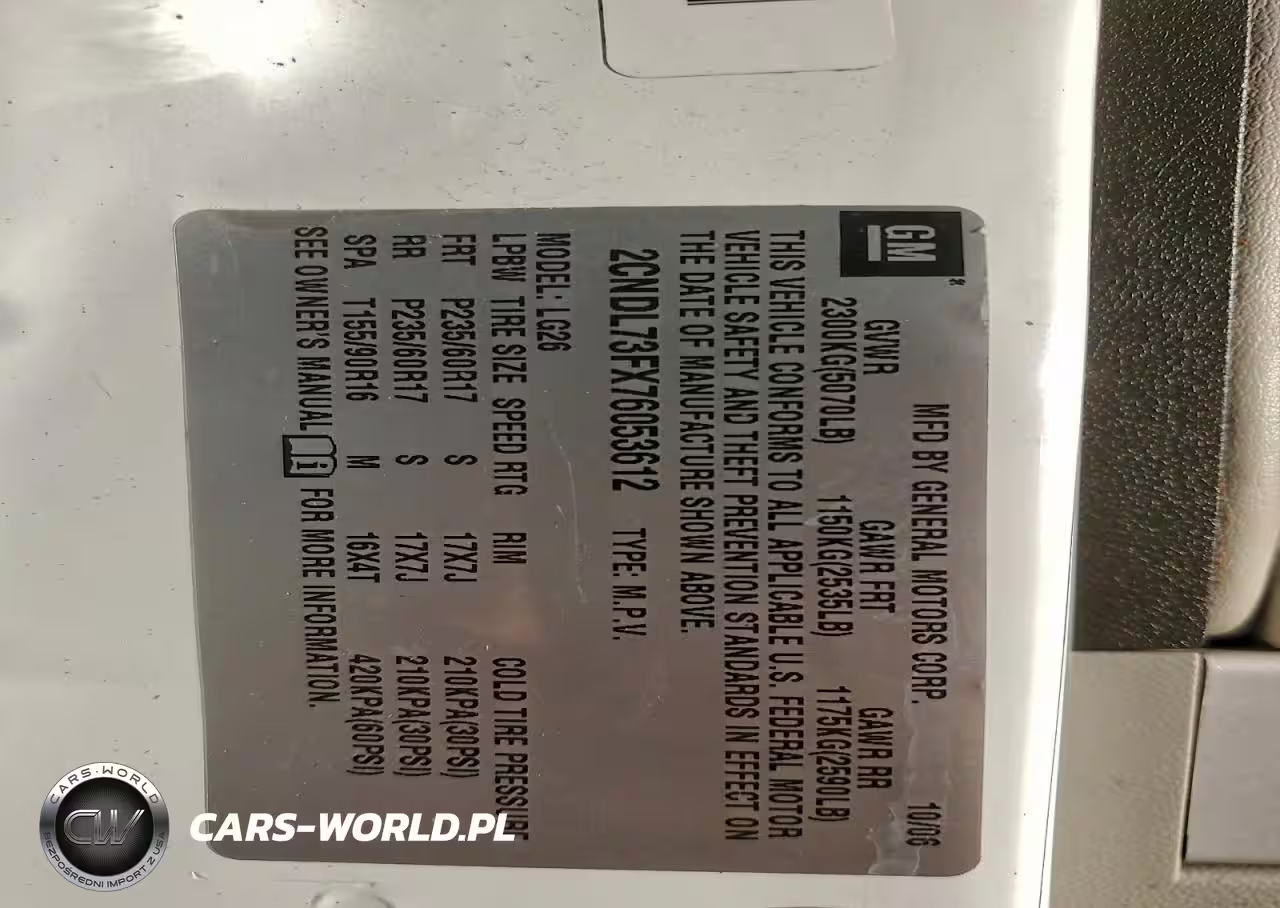 GM
MFD BY GENERAL MOTORS CORP. 10/06
GVWR GAWR FRT GAWR RR
2300KG(5070LB) 1150KG(2535LB) 1175KG(2590LB)
THIS VEHICLE CONFORMS TO ALL APPLICABLE U.S. FEDERAL MOTOR
VEHICLE SAFETY AND THEFT PREVENTION STANDARDS IN EFFECT ON
THE DATE OF MANUFACTURE SHOWN ABOVE.
2CNDL73FX76053612 TYPE: M.P.V.
MODEL: LG26
LPBW TIRE SIZE SPEED RTG RIM COLD TIRE PRESSURE
FRT P235/60R17 S 17X7J 210KPA(30PSI)
RR P235/60R17 S 17X7J 210KPA(30PSI)
SPA T155/90R16 M 16X4T 420KPA(60PSI)
SEE OWNER'S MANUAL FOR MORE INFORMATION.
CARS-WORLD
CW
BEZPOŚREDNI IMPORT Z USA
CARS-WORLD.PL